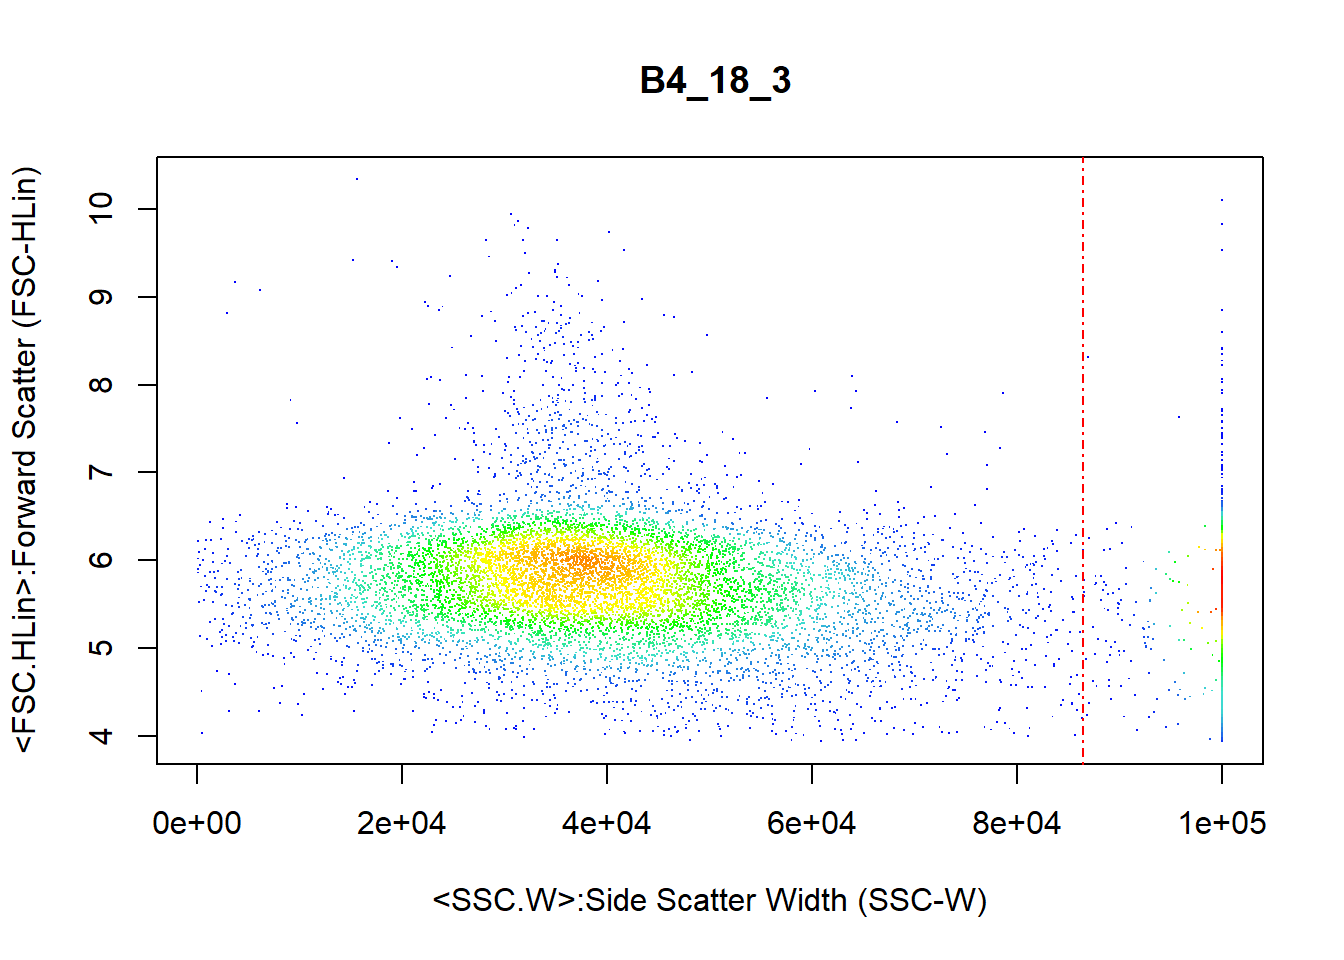 B4_18_3
<FSC.HLin>:Forward Scatter (FSC-HLin)
10
9
8
7
6
5
4
0e+00 2e+04 4e+04 6e+04 8e+04 1e+05
<SSC.W>:Side Scatter Width (SSC-W)